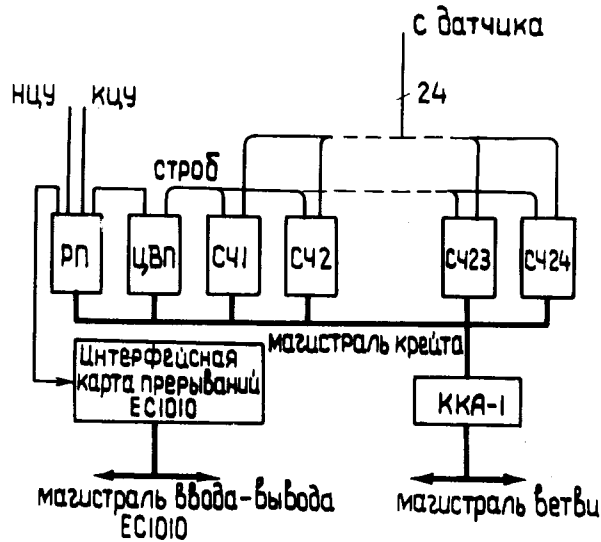 с датчика
24
НЦУ КЦУ
строб
РП ЦВП СЧ1 СЧ2 СЧ23 СЧ24
магистраль крейта
Интерфейсная
карта прерываний
ЕС1010
ККА-1
магистраль ввода-вывода
ЕС1010
магистраль ветви